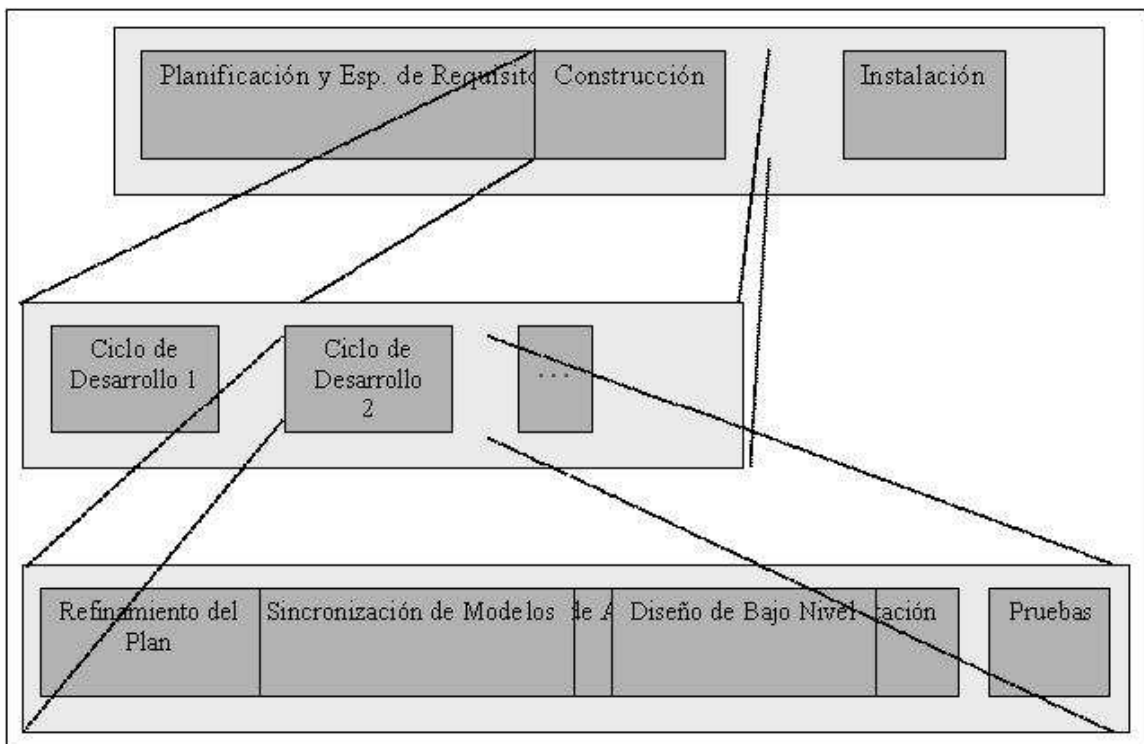 Planificación y Esp. de Requisito
Construcción
Instalación
Ciclo de
Desarrollo 1
Ciclo de
Desarrollo
2
...
Refinamiento del
Plan
Sincronización de Modelos
de A
Diseño de Bajo Nivel
tación
Pruebas